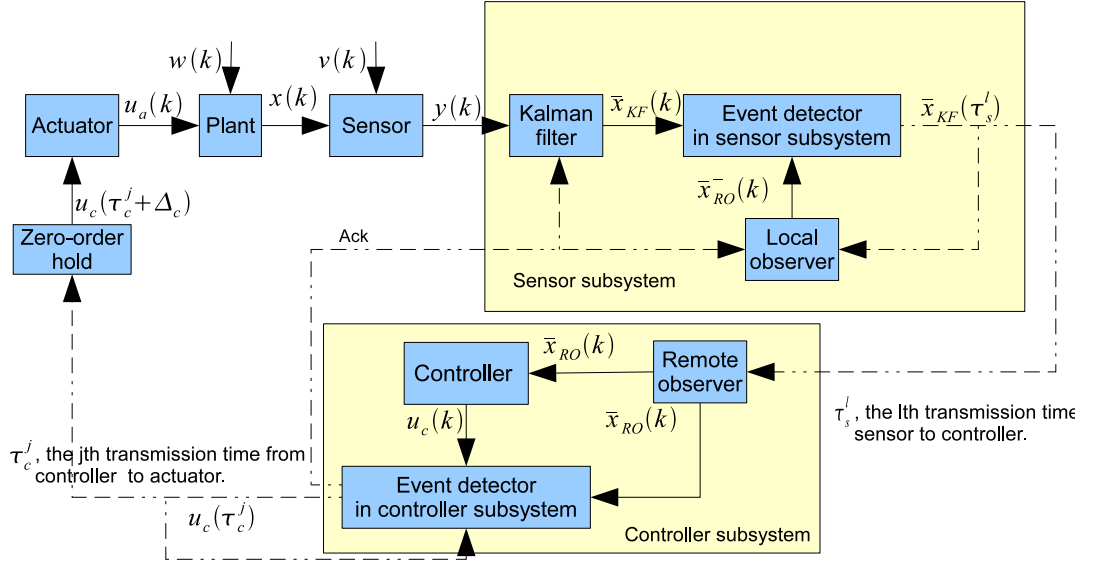 w(k)
v(k)
Actuator
u_a(k)
Plant
x(k)
Sensor
y(k)
Kalman
filter
x̄_KF(k)
Event detector
in sensor subsystem
x̄_KF(τ_s^l)
x̄_RO^-(k)
u_c(τ_c^j+Δ_c)
Zero-order
hold
Ack
Local
observer
Sensor subsystem
Controller
x̄_RO(k)
Remote
observer
u_c(k)
x̄_RO(k)
τ_s^l, the lth transmission time
sensor to controller.
τ_c^j, the jth transmission time from
controller to actuator.
Event detector
in controller subsystem
u_c(τ_c^j)
Controller subsystem